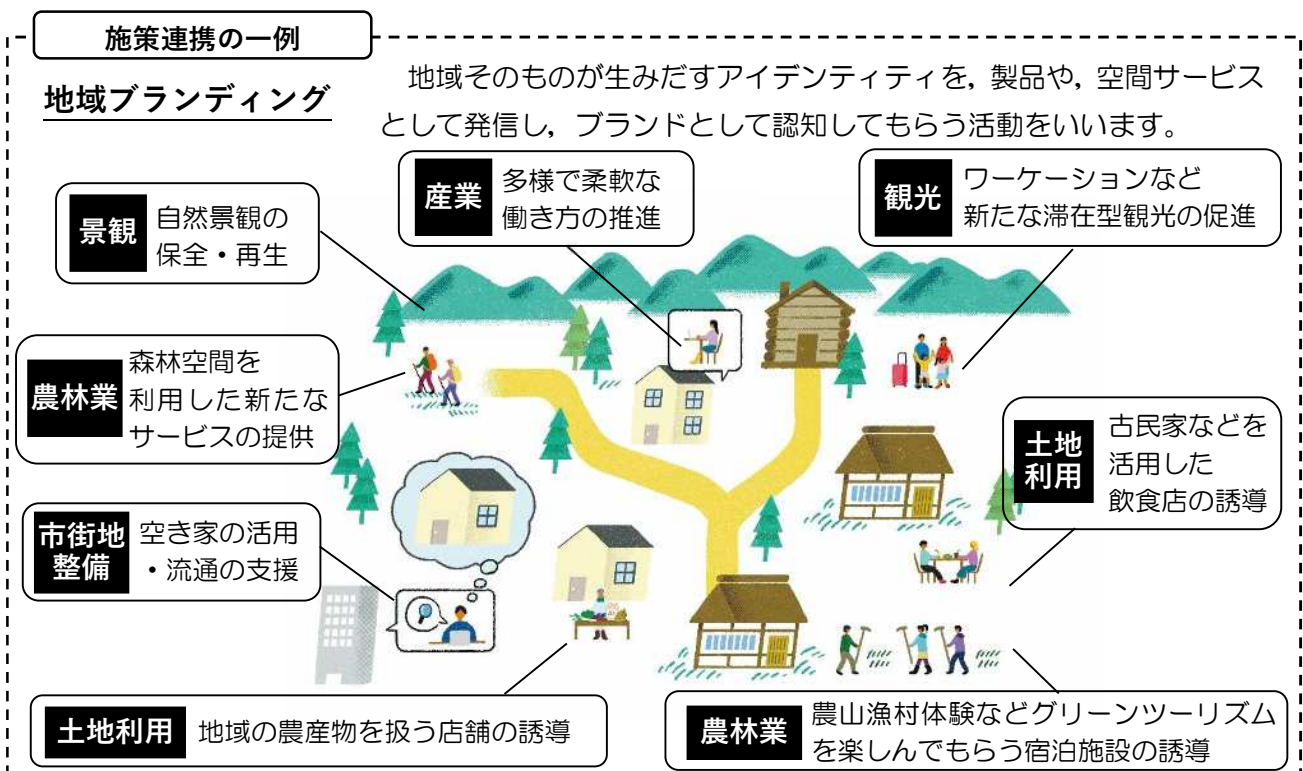 施策連携の一例
地域ブランディング
地域そのものが生みだすアイデンティティを，製品や，空間サービス
として発信し，ブランドとして認知してもらう活動をいいます。
景観
自然景観の
保全・再生
産業
多様で柔軟な
働き方の推進
観光
ワーケーションなど
新たな滞在型観光の促進
農林業
森林空間を
利用した新たな
サービスの提供
土地
利用
古民家などを
活用した
飲食店の誘導
市街地
整備
空き家の活用
・流通の支援
土地利用
地域の農産物を扱う店舗の誘導
農林業
農山漁村体験などグリーンツーリズム
を楽しんでもらう宿泊施設の誘導